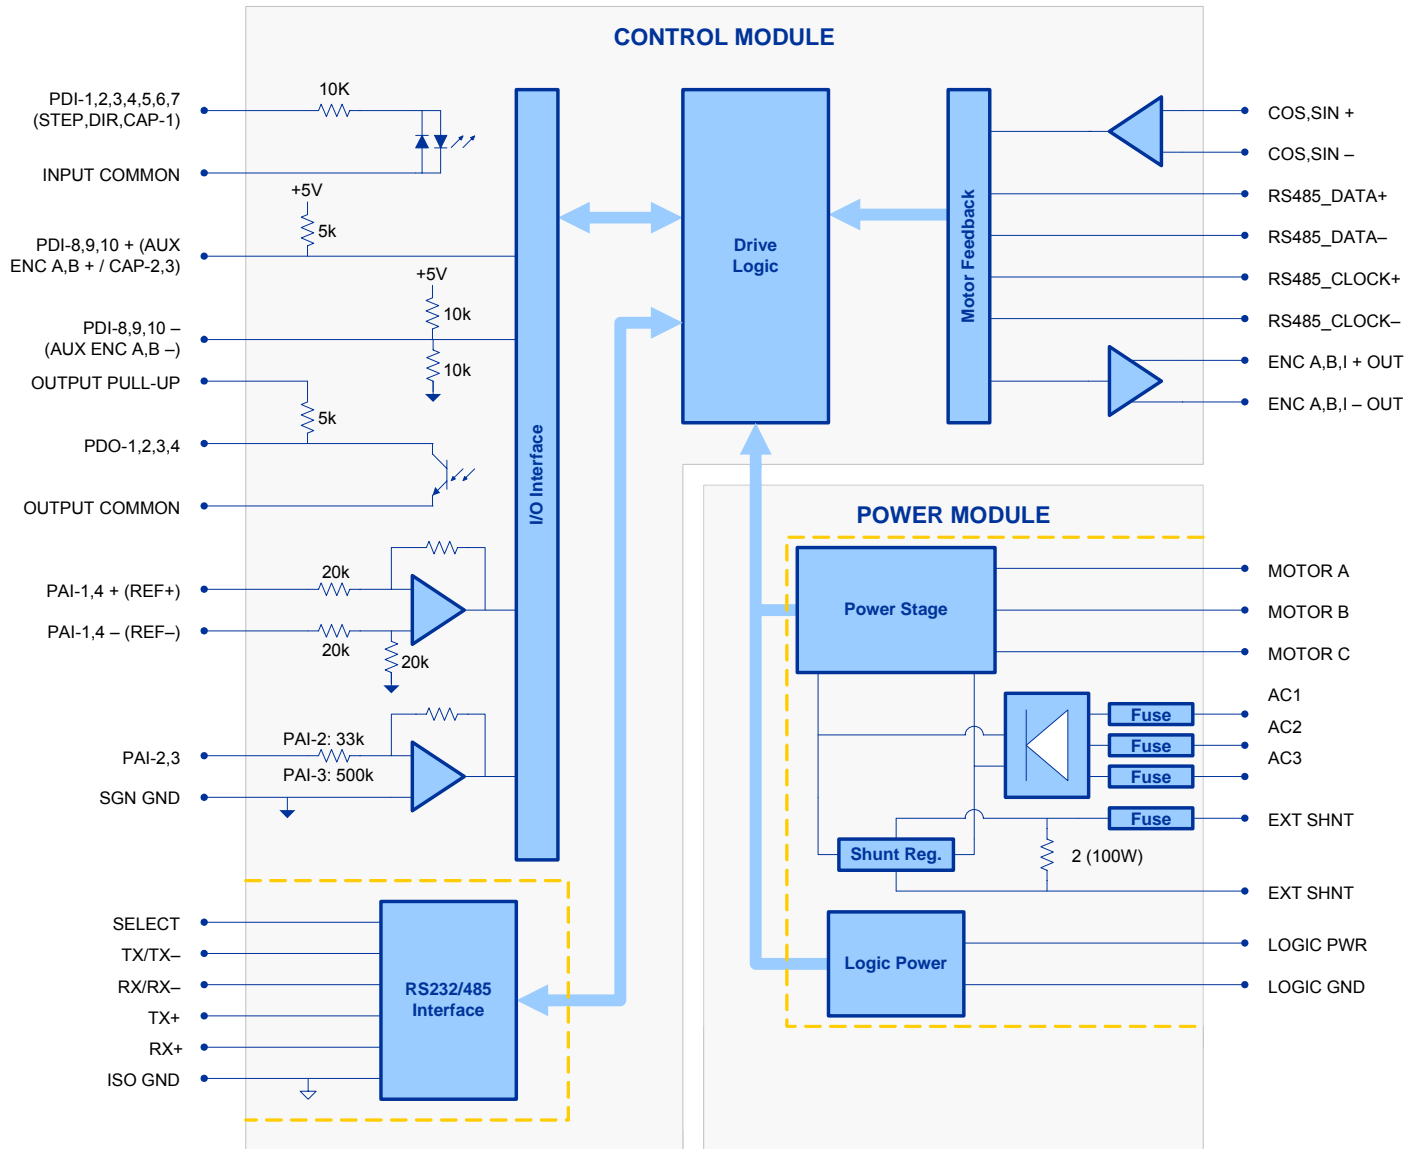 CONTROL MODULE
PDI-1,2,3,4,5,6,7
(STEP,DIR,CAP-1)
10K
INPUT COMMON
+5V
5k
PDI-8,9,10 + (AUX
ENC A,B + / CAP-2,3)
+5V
10k
PDI-8,9,10 –
(AUX ENC A,B –)
10k
OUTPUT PULL-UP
5k
PDO-1,2,3,4
OUTPUT COMMON
20k
PAI-1,4 + (REF+)
PAI-1,4 – (REF–)
20k
20k
PAI-2: 33k
PAI-2,3
PAI-3: 500k
SGN GND
I/O Interface
Drive
Logic
Motor Feedback
COS,SIN +
COS,SIN –
RS485_DATA+
RS485_DATA–
RS485_CLOCK+
RS485_CLOCK–
ENC A,B,I + OUT
ENC A,B,I – OUT
POWER MODULE
Power Stage
MOTOR A
MOTOR B
MOTOR C
AC1
Fuse
AC2
Fuse
AC3
Fuse
Fuse
EXT SHNT
Shunt Reg.
2 (100W)
EXT SHNT
Logic Power
LOGIC PWR
LOGIC GND
SELECT
TX/TX–
RX/RX–
TX+
RX+
ISO GND
RS232/485
Interface